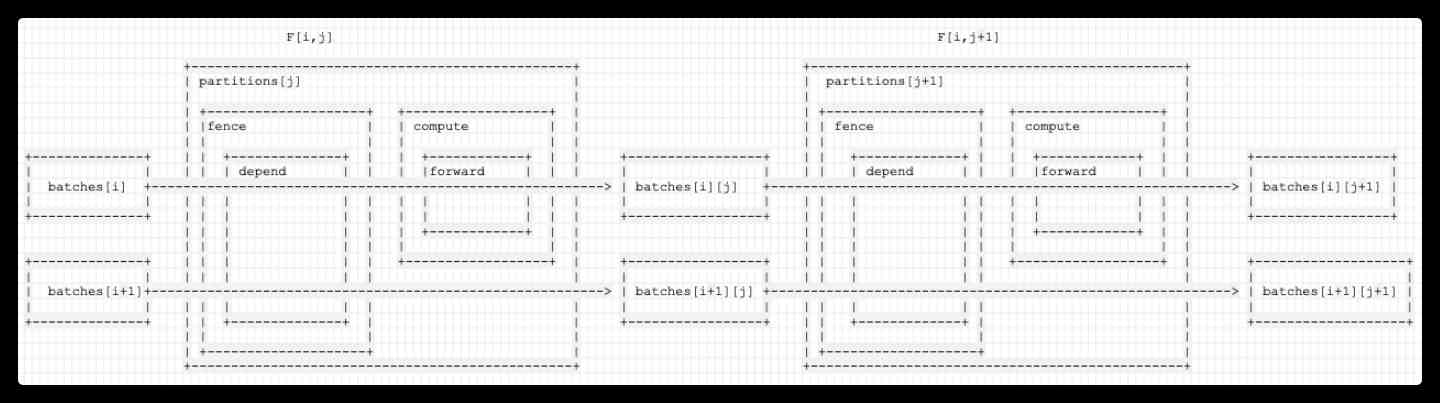 F[i,j] F[i,j+1]
partitions[j] partitions[j+1]
fence compute fence compute
depend forward depend forward
batches[i] batches[i][j] batches[i][j+1]
batches[i+1] batches[i+1][j] batches[i+1][j+1]